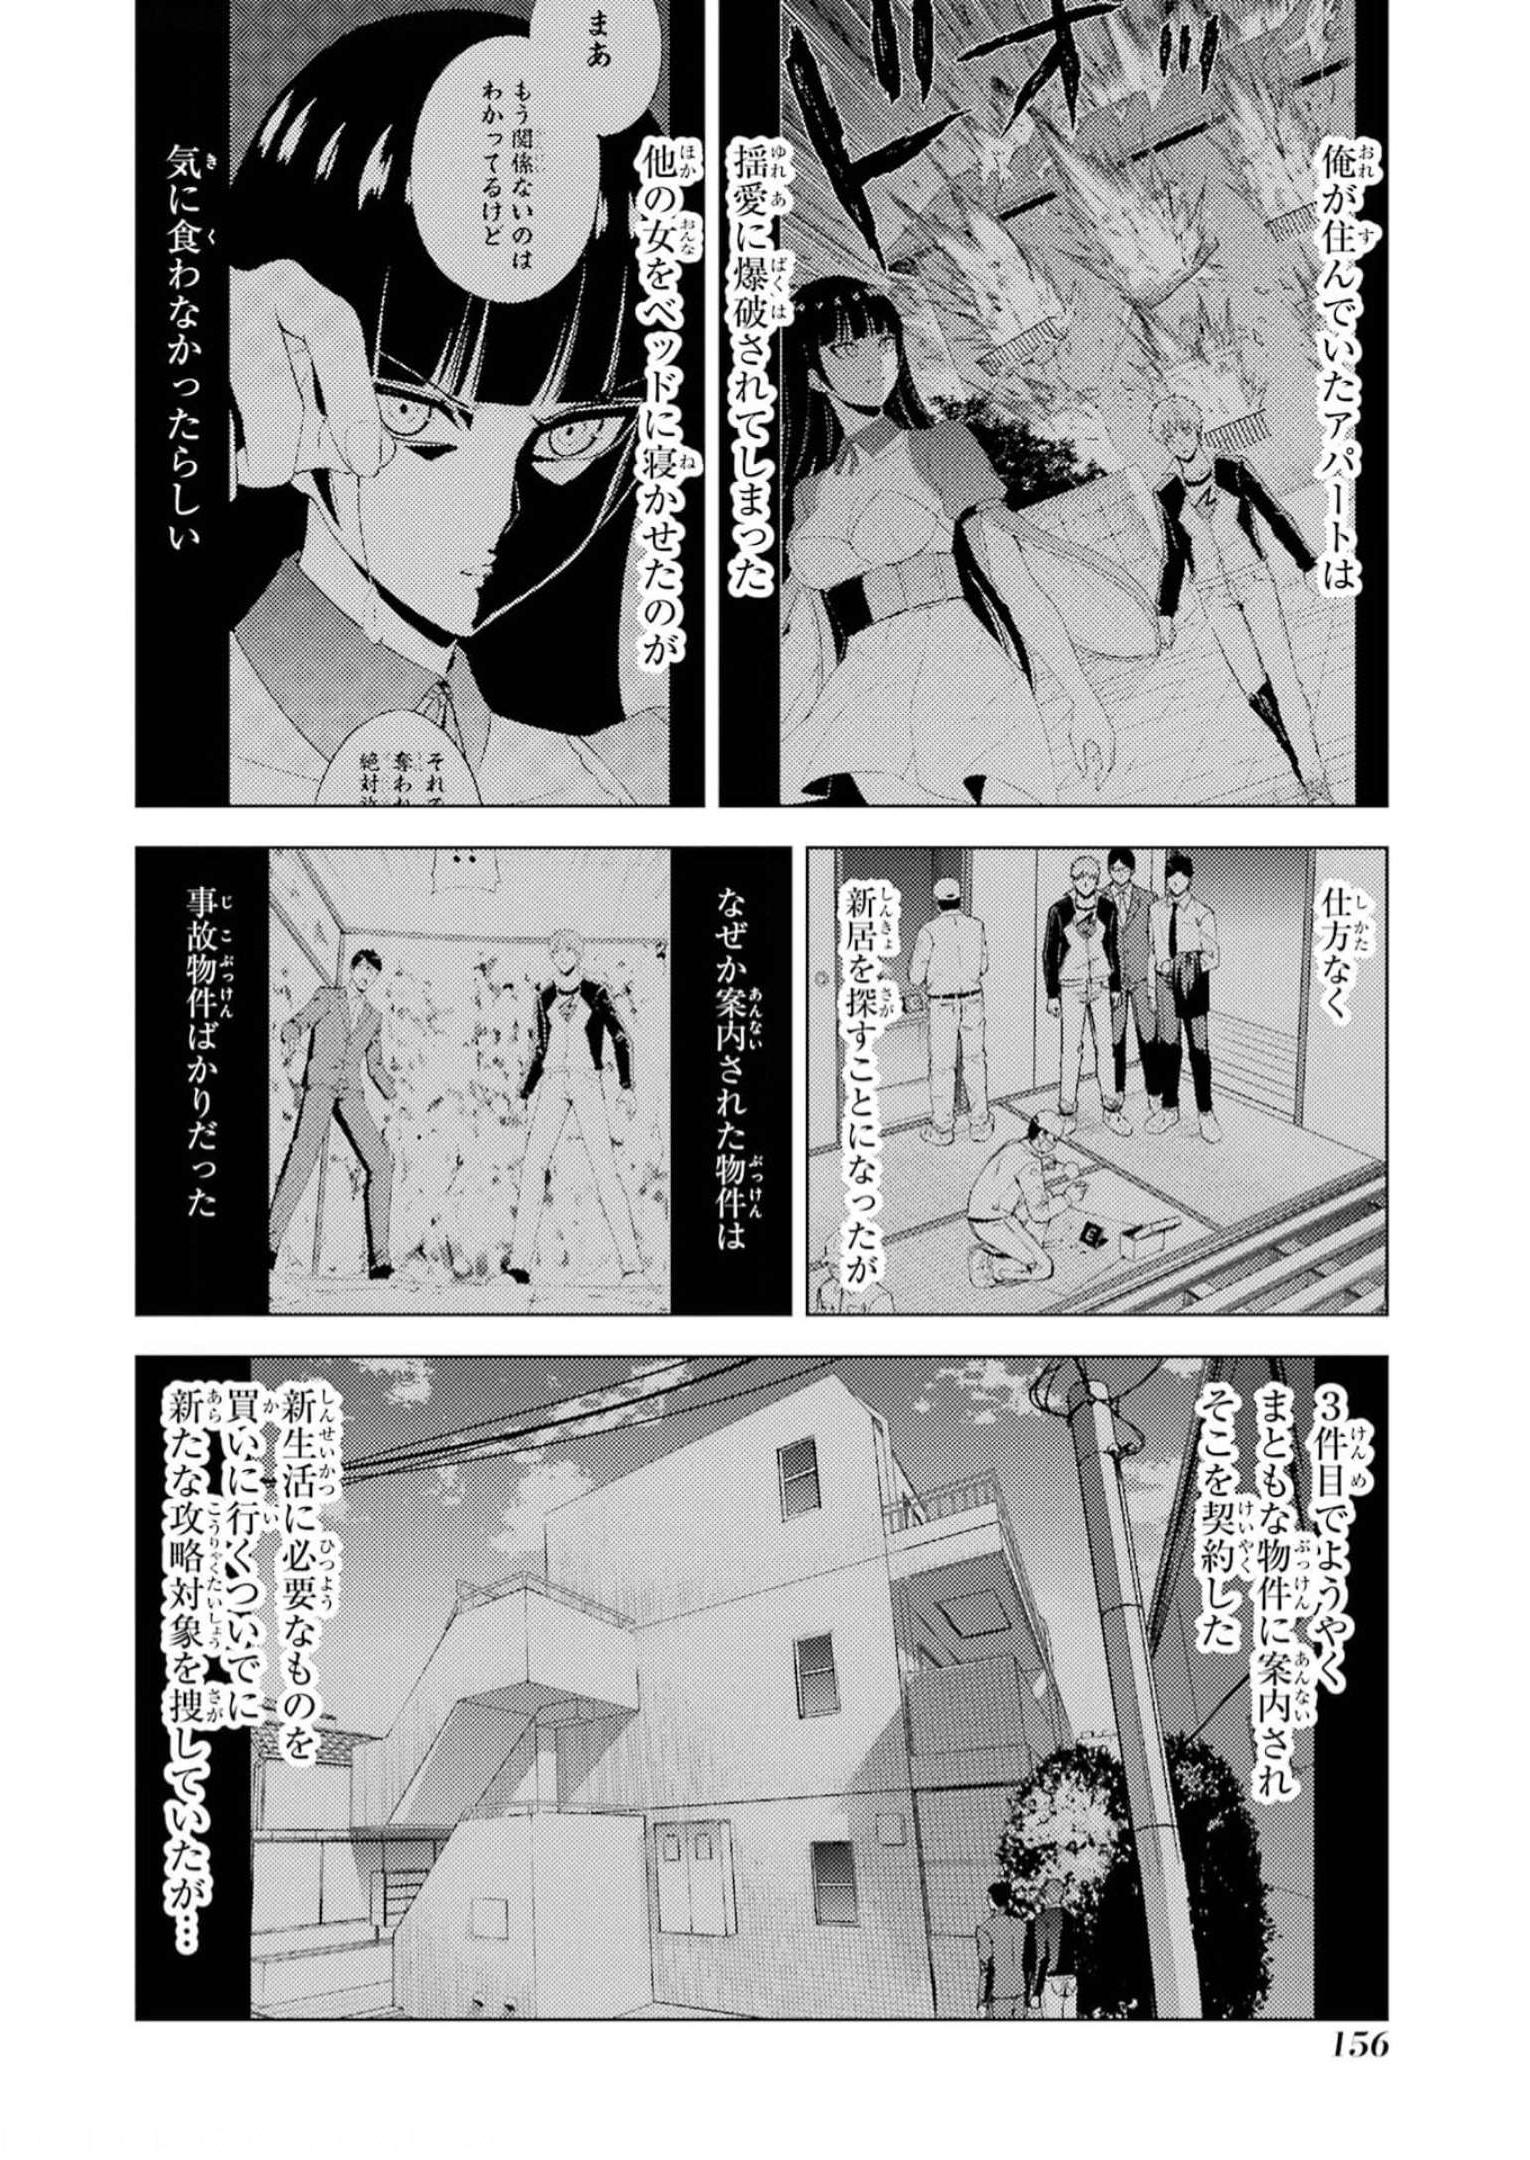 俺が住んでいたアパートは
揺愛に爆破されてしまった
ドオッ
まあ
もう関係ないのは
わかってるけど
他の女をベッドに寝かせたのが
気に食わなかったらしい
それで
奪われ
絶対許
仕方なく
新居を探すことになったが
なぜか案内された物件は
事故物件ばかりだった
3件目でようやく
まともな物件に案内され
そこを契約した
新生活に必要なものを
買いに行くついでに
新たな攻略対象を捜していたが…
156